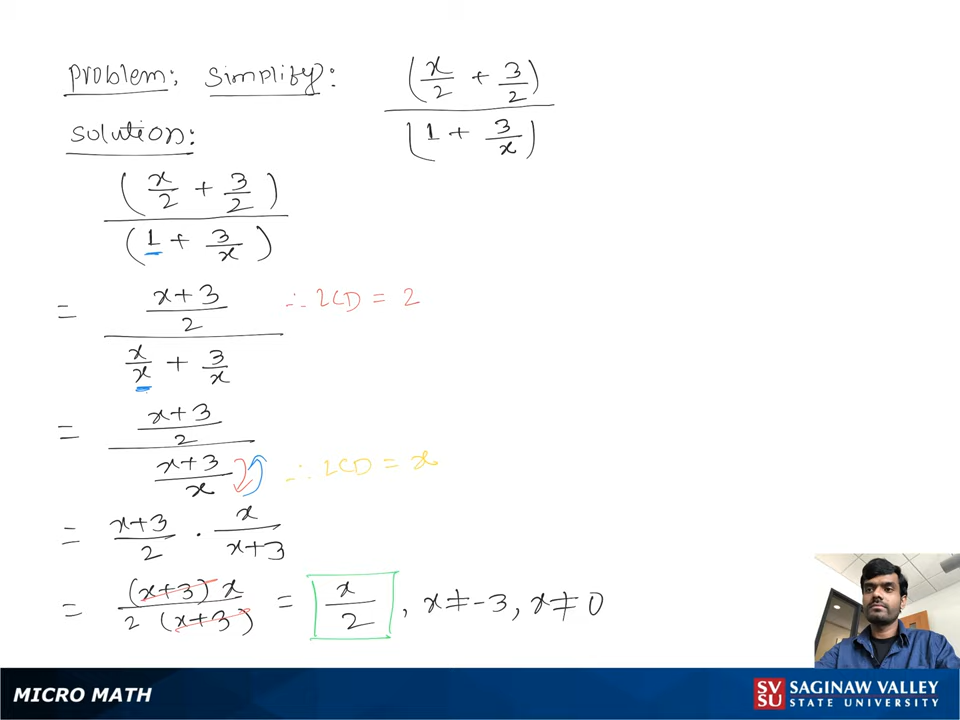 Problem: Simplify: (x/2 + 3/2) / (1 + 3/x)
Solution:
(x/2 + 3/2) / (1 + 3/x)
= ((x+3)/2) / (x/x + 3/x) ∴ LCD = 2
= ((x+3)/2) / ((x+3)/x) ∴ LCD = x
= (x+3)/2 · x/(x+3)
= ((x+3) x) / (2 (x+3)) = x/2 , x≠-3, x≠0
MICRO MATH
SV SU SAGINAW VALLEY
STATE UNIVERSITY